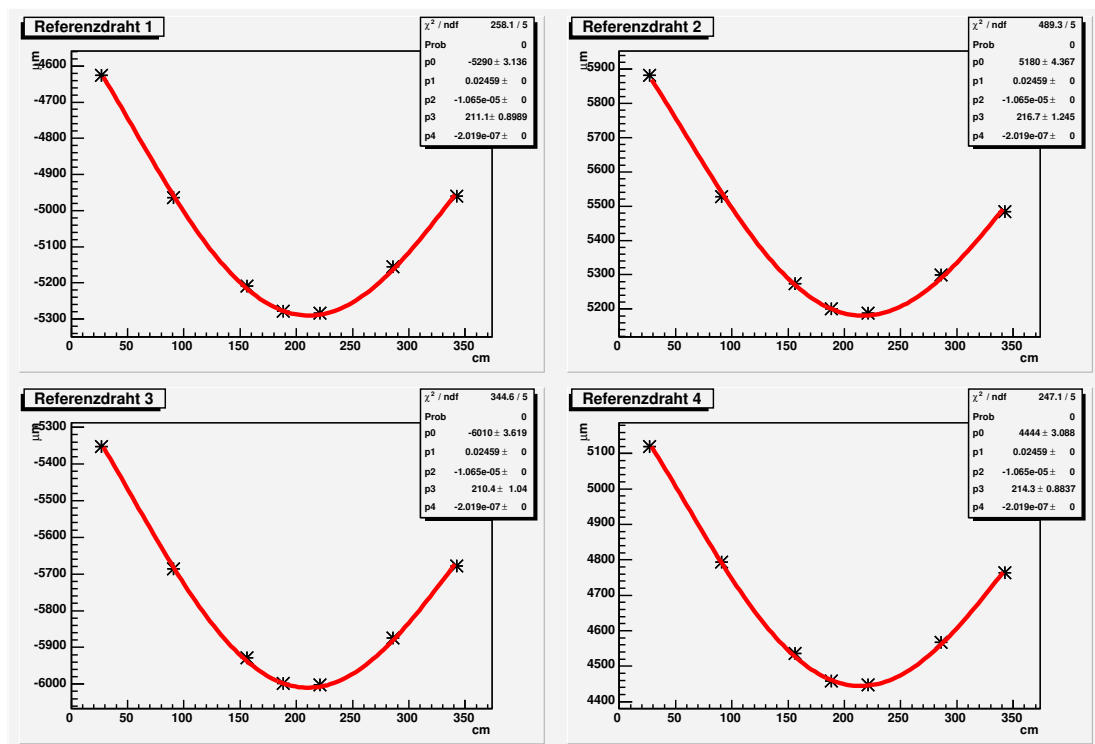 Referenzdraht 1
χ² / ndf 258.1 / 5
Prob 0
p0 -5290 ± 3.136
p1 0.02459 ± 0
p2 -1.065e-05 ± 0
p3 211.1 ± 0.8989
p4 -2.019e-07 ± 0
μm
-4600
-4700
-4800
-4900
-5000
-5100
-5200
-5300
0 50 100 150 200 250 300 350
cm
Referenzdraht 2
χ² / ndf 489.3 / 5
Prob 0
p0 5180 ± 4.367
p1 0.02459 ± 0
p2 -1.065e-05 ± 0
p3 216.7 ± 1.245
p4 -2.019e-07 ± 0
μm
5900
5800
5700
5600
5500
5400
5300
5200
0 50 100 150 200 250 300 350
cm
Referenzdraht 3
χ² / ndf 344.6 / 5
Prob 0
p0 -6010 ± 3.619
p1 0.02459 ± 0
p2 -1.065e-05 ± 0
p3 210.4 ± 1.04
p4 -2.019e-07 ± 0
μm
-5300
-5400
-5500
-5600
-5700
-5800
-5900
-6000
0 50 100 150 200 250 300 350
cm
Referenzdraht 4
χ² / ndf 247.1 / 5
Prob 0
p0 4444 ± 3.088
p1 0.02459 ± 0
p2 -1.065e-05 ± 0
p3 214.3 ± 0.8837
p4 -2.019e-07 ± 0
μm
5100
5000
4900
4800
4700
4600
4500
4400
0 50 100 150 200 250 300 350
cm